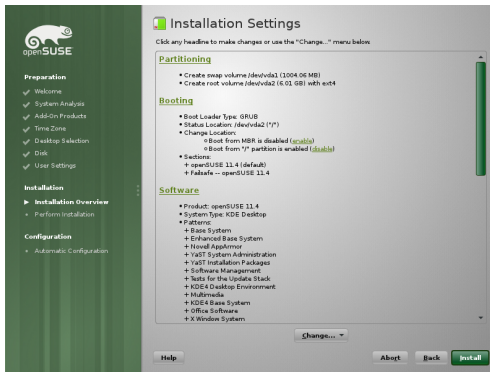 openSUSE
Preparation
Welcome
System Analysis
Add-On Products
Time Zone
Desktop Selection
Disk
User Settings
Installation
Installation Overview
Perform Installation
Configuration
Automatic Configuration
Installation Settings
Click any headline to make changes or use the "Change..." menu below.
Partitioning
• Create swap volume /dev/vda1 (1004.06 MB)
• Create root volume /dev/vda2 (6.01 GB) with ext4
Booting
• Boot Loader Type: GRUB
• Status Location: /dev/vda2 ("/")
• Change Location:
○ Boot from MBR is disabled (enable)
○ Boot from "/" partition is enabled (disable)
• Sections:
+ openSUSE 11.4 (default)
+ Failsafe -- openSUSE 11.4
Software
• Product: openSUSE 11.4
• System Type: KDE Desktop
• Patterns:
+ Base System
+ Enhanced Base System
+ Novell AppArmor
+ YaST System Administration
+ YaST Installation Packages
+ Software Management
+ Tests for the Update Stack
+ KDE4 Desktop Environment
+ Multimedia
+ KDE4 Base System
+ Office Software
+ X Window System
Change...
Help
Abort
Back
Install